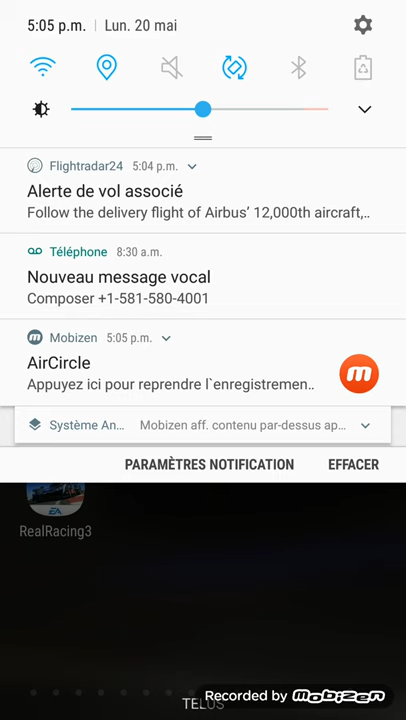 5:05 p.m. Lun. 20 mai
Flightradar24 5:04 p.m.
Alerte de vol associé
Follow the delivery flight of Airbus' 12,000th aircraft,..
Téléphone 8:30 a.m.
Nouveau message vocal
Composer +1-581-580-4001
Mobizen 5:05 p.m.
AirCircle
Appuyez ici pour reprendre l`enregistremen..
Système An... Mobizen aff. contenu par-dessus ap...
PARAMÈTRES NOTIFICATION EFFACER
EA
RealRacing3
TELUS
Recorded by mobizen